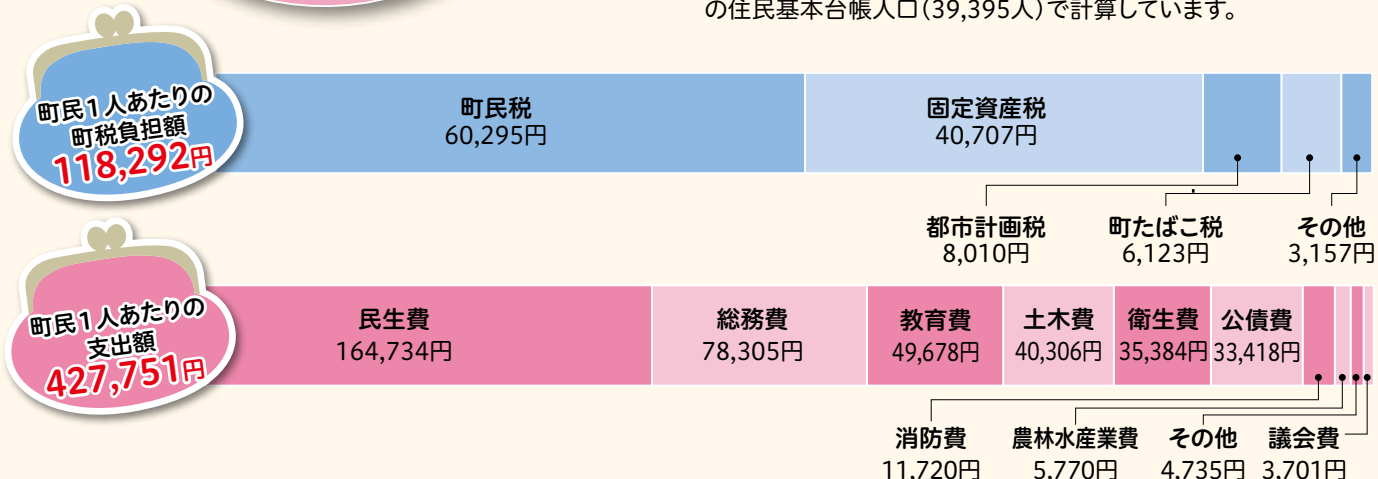 の住民基本台帳人口(39,395人)で計算しています。
町民1人あたりの
町税負担額
118,292円
町民税
60,295円
固定資産税
40,707円
都市計画税
8,010円
町たばこ税
6,123円
その他
3,157円
町民1人あたりの
支出額
427,751円
民生費
164,734円
総務費
78,305円
教育費
49,678円
土木費
40,306円
衛生費
35,384円
公債費
33,418円
消防費
11,720円
農林水産業費
5,770円
その他
4,735円
議会費
3,701円